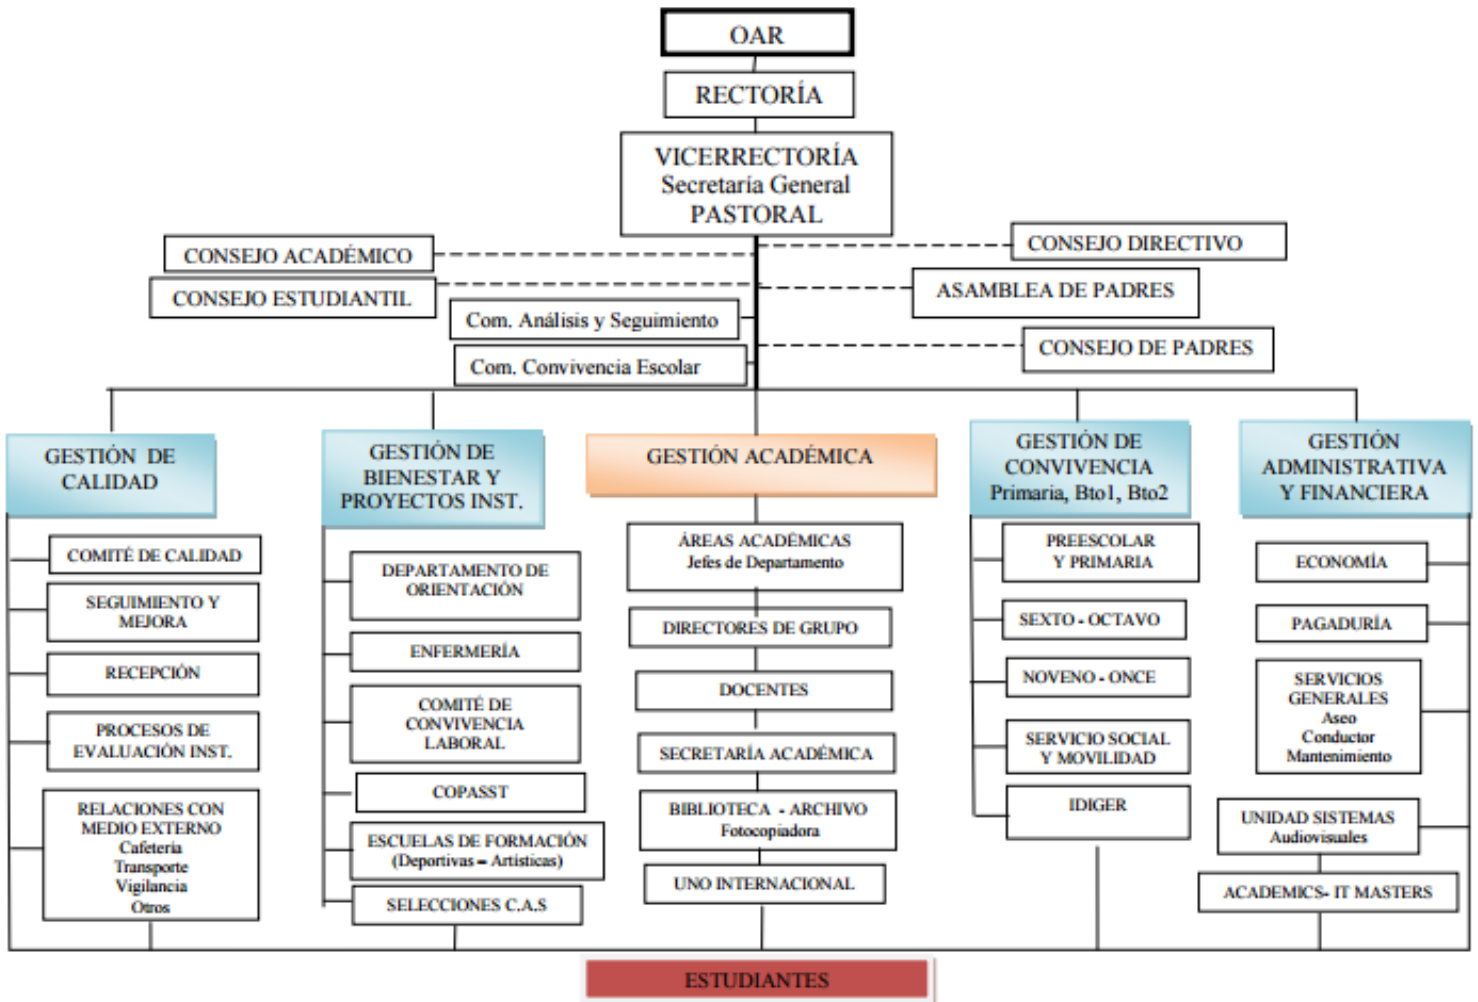 OAR
RECTORÍA
VICERRECTORÍA
Secretaría General
PASTORAL
CONSEJO ACADÉMICO
CONSEJO DIRECTIVO
CONSEJO ESTUDIANTIL
ASAMBLEA DE PADRES
Com. Análisis y Seguimiento
CONSEJO DE PADRES
Com. Convivencia Escolar
GESTIÓN DE
CALIDAD
COMITÉ DE CALIDAD
SEGUIMIENTO Y
MEJORA
RECEPCIÓN
PROCESOS DE
EVALUACIÓN INST.
RELACIONES CON
MEDIO EXTERNO
Cafetería
Transporte
Vigilancia
Otros
GESTIÓN DE
BIENESTAR Y
PROYECTOS INST.
DEPARTAMENTO DE
ORIENTACIÓN
ENFERMERÍA
COMITÉ DE
CONVIVENCIA
LABORAL
COPASST
ESCUELAS DE FORMACIÓN
(Deportivas – Artísticas)
SELECCIONES C.A.S
GESTIÓN ACADÉMICA
ÁREAS ACADÉMICAS
Jefes de Departamento
DIRECTORES DE GRUPO
DOCENTES
SECRETARÍA ACADÉMICA
BIBLIOTECA - ARCHIVO
Fotocopiadora
UNO INTERNACIONAL
GESTIÓN DE
CONVIVENCIA
Primaria, Bto1, Bto2
PREESCOLAR
Y PRIMARIA
SEXTO - OCTAVO
NOVENO - ONCE
SERVICIO SOCIAL
Y MOVILIDAD
IDIGER
GESTIÓN
ADMINISTRATIVA
Y FINANCIERA
ECONOMÍA
PAGADURÍA
SERVICIOS
GENERALES
Aseo
Conductor
Mantenimiento
UNIDAD SISTEMAS
Audiovisuales
ACADEMICS- IT MASTERS
ESTUDIANTES